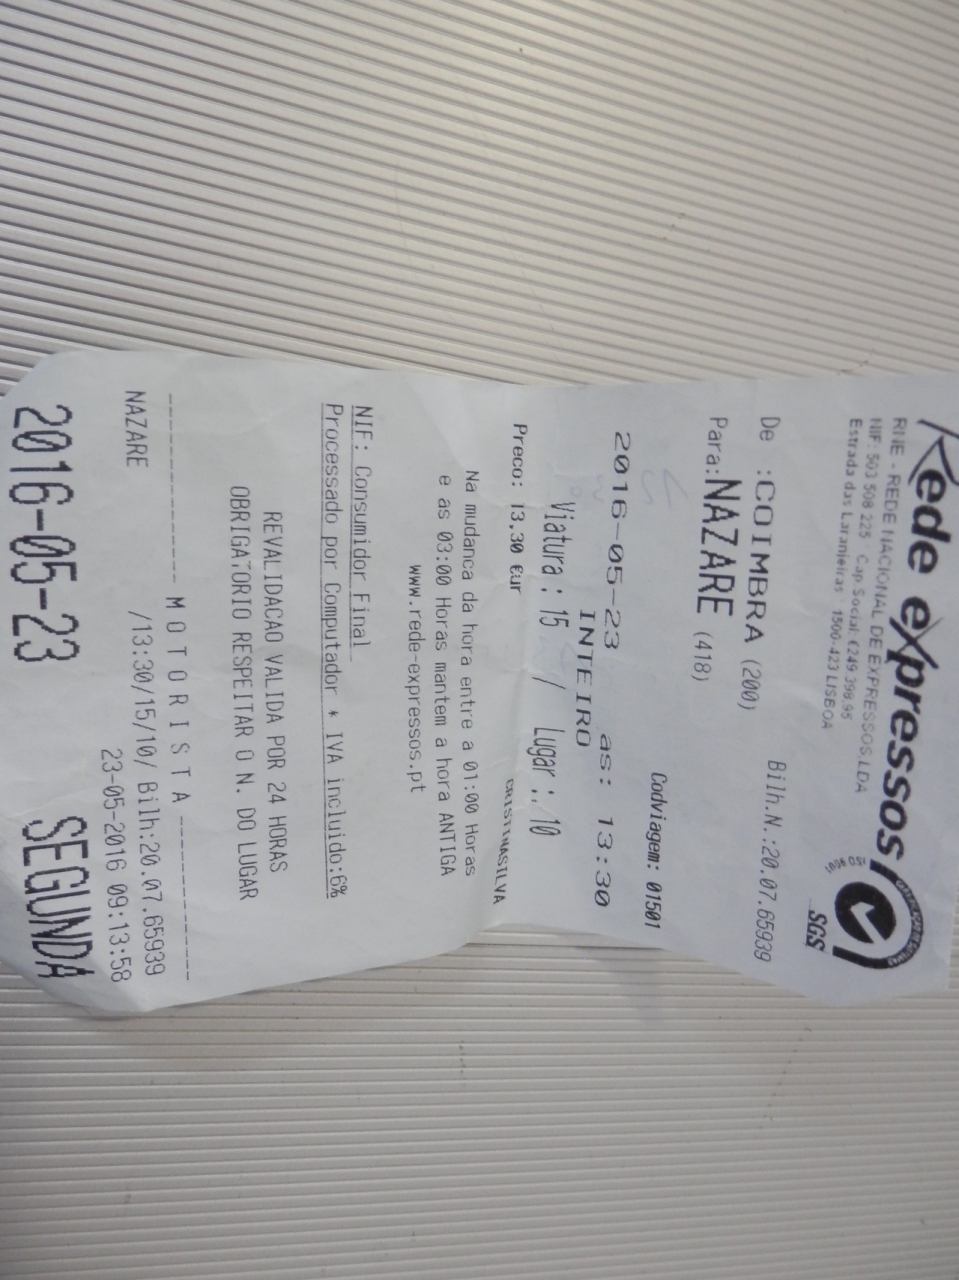 Rede expressos
RNE - REDE NACIONAL DE EXPRESSOS, LDA
NIF: 503 508 225 Cap. Social: €249 398,95
Estrada das Laranjeiras 1500-423 LISBOA
SGS
Bilh.N.:20.07.65939
De :COIMBRA (200)
Para:NAZARE (418)
Codviagem: 01501
2016-05-23 as: 13:30
INTEIRO
Viatura: 15 / Lugar:.10
Preco: 13.30 €ur CRISTINASILVA
Na mudanca da hora entre a 01:00 Horas
e as 03:00 Horas mantem a hora ANTIGA
www.rede-expressos.pt
NIF: Consumidor Final
Processado por Computador * IVA incluido:6%
REVALIDACAO VALIDA POR 24 HORAS
OBRIGATORIO RESPEITAR O N. DO LUGAR
---------------- M O T O R I S T A ----------------
NAZARE /13:30/15/10/ Bilh:20.07.65939
23-05-2016 09:13:58
2016-05-23 SEGUNDA